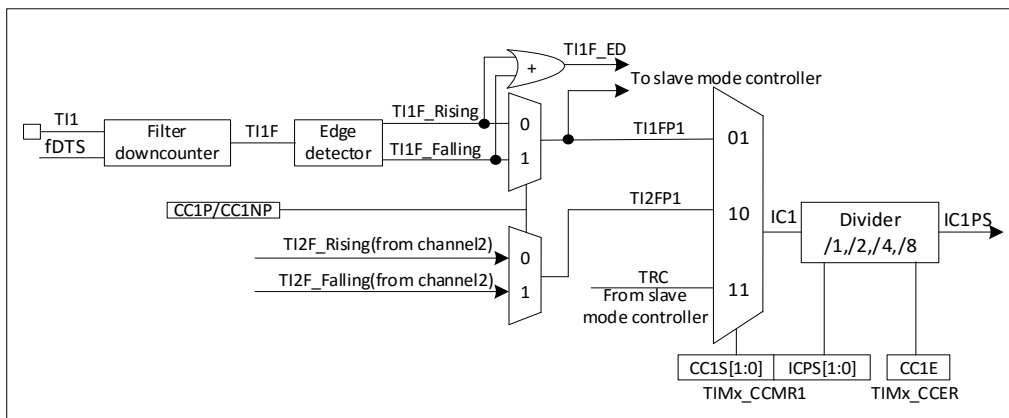 TI1F_ED
+
To slave mode controller
TI1
fDTS
Filter
downcounter
TI1F
Edge
detector
TI1F_Rising
TI1F_Falling
0
1
TI1FP1
01
CC1P/CC1NP
TI2FP1
10
IC1
Divider
/1,/2,/4,/8
IC1PS
TI2F_Rising(from channel2)
TI2F_Falling(from channel2)
0
1
TRC
From slave
mode controller
11
CC1S[1:0]
ICPS[1:0]
CC1E
TIMx_CCMR1
TIMx_CCER